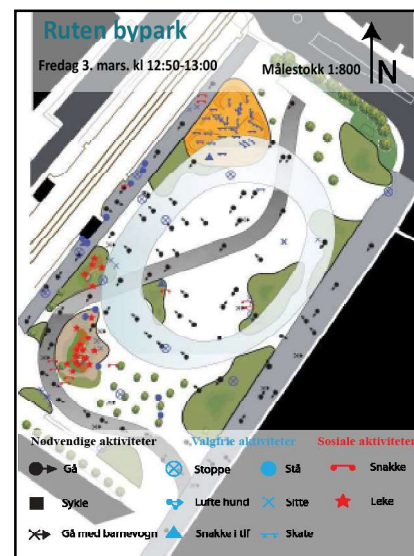 Ruten bypark
Fredag 3. mars. kl 12:50-13:00
Målestokk 1:800
N
Nødvendige aktiviteter
Valgfrie aktiviteter
Sosiale aktiviteter
Gå
Stoppe
Stå
Snakke
Sykle
Lufte hund
Sitte
Leke
Gå med barnevogn
Snakke i tlf
Skate